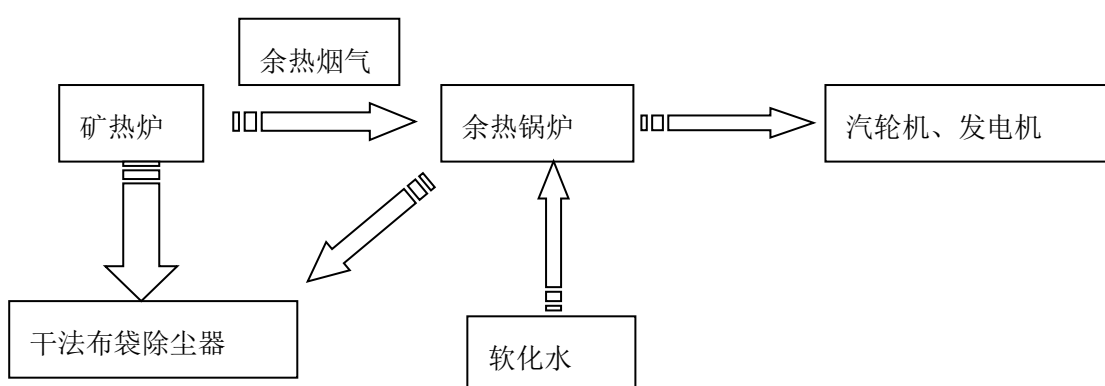 余热烟气
矿热炉
余热锅炉
汽轮机、发电机
干法布袋除尘器
软化水